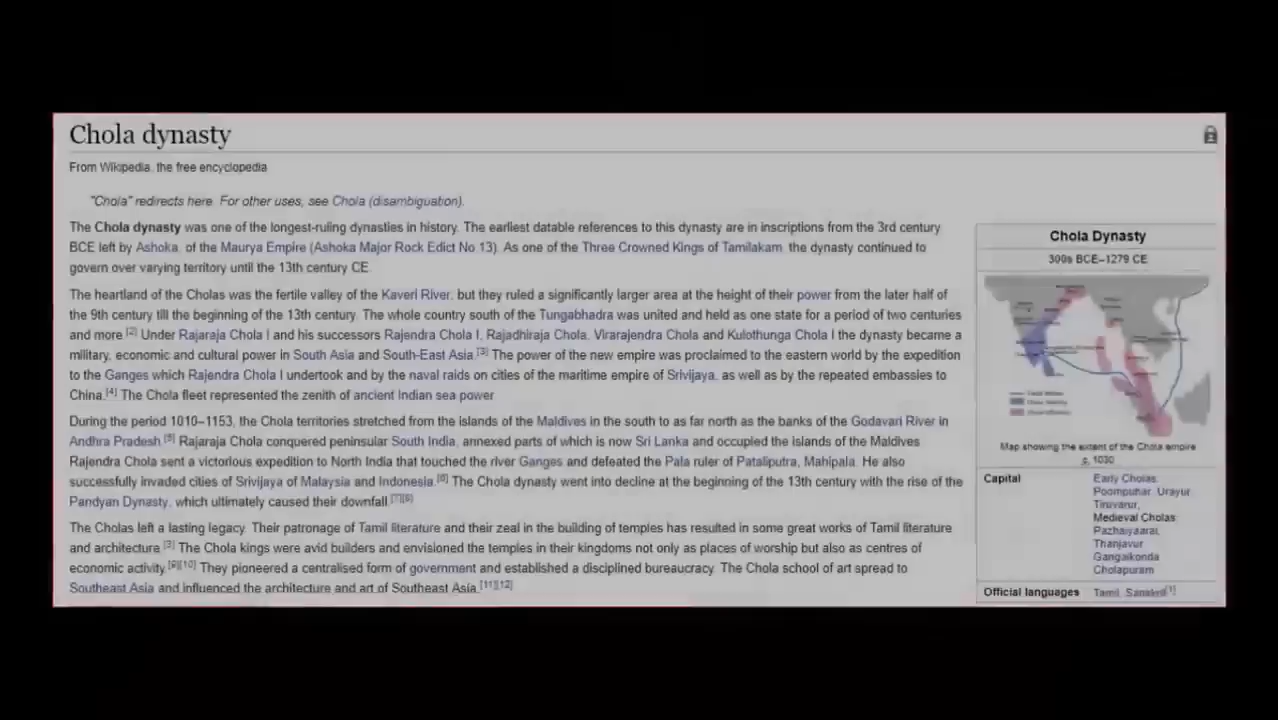 Chola dynasty
From Wikipedia, the free encyclopedia
"Chola" redirects here. For other uses, see Chola (disambiguation).
The Chola dynasty was one of the longest-ruling dynasties in history. The earliest datable references to this dynasty are in inscriptions from the 3rd century
BCE left by Ashoka, of the Maurya Empire (Ashoka Major Rock Edict No 13). As one of the Three Crowned Kings of Tamilakam, the dynasty continued to
govern over varying territory until the 13th century CE.
The heartland of the Cholas was the fertile valley of the Kaveri River, but they ruled a significantly larger area at the height of their power from the later half of
the 9th century till the beginning of the 13th century. The whole country south of the Tungabhadra was united and held as one state for a period of two centuries
and more.[2] Under Rajaraja Chola I and his successors Rajendra Chola I, Rajadhiraja Chola, Virarajendra Chola and Kulothunga Chola I the dynasty became a
military, economic and cultural power in South Asia and South-East Asia.[3] The power of the new empire was proclaimed to the eastern world by the expedition
to the Ganges which Rajendra Chola I undertook and by the naval raids on cities of the maritime empire of Srivijaya, as well as by the repeated embassies to
China.[4] The Chola fleet represented the zenith of ancient Indian sea power.
During the period 1010–1153, the Chola territories stretched from the islands of the Maldives in the south to as far north as the banks of the Godavari River in
Andhra Pradesh.[5] Rajaraja Chola conquered peninsular South India, annexed parts of which is now Sri Lanka and occupied the islands of the Maldives.
Rajendra Chola sent a victorious expedition to North India that touched the river Ganges and defeated the Pala ruler of Pataliputra, Mahipala. He also
successfully invaded cities of Srivijaya of Malaysia and Indonesia.[6] The Chola dynasty went into decline at the beginning of the 13th century with the rise of the
Pandyan Dynasty, which ultimately caused their downfall.[7][8]
The Cholas left a lasting legacy. Their patronage of Tamil literature and their zeal in the building of temples has resulted in some great works of Tamil literature
and architecture.[3] The Chola kings were avid builders and envisioned the temples in their kingdoms not only as places of worship but also as centres of
economic activity.[9][10] They pioneered a centralised form of government and established a disciplined bureaucracy. The Chola school of art spread to
Southeast Asia and influenced the architecture and art of Southeast Asia.[11][12]
Chola Dynasty
300s BCE–1279 CE
Map showing the extent of the Chola empire
c. 1030
Capital Early Cholas:
Poompuhar, Urayur,
Tiruvarur,
Medieval Cholas:
Pazhaiyaarai,
Thanjavur
Gangaikonda
Cholapuram
Official languages Tamil, Sanskrit[1]